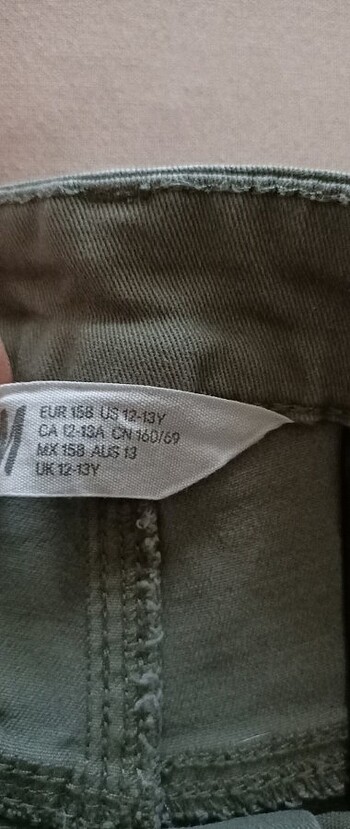 EUR 158 US 12-13Y
CA 12-13A CN 160/69
MX 158 AUS 13
UK 12-13Y